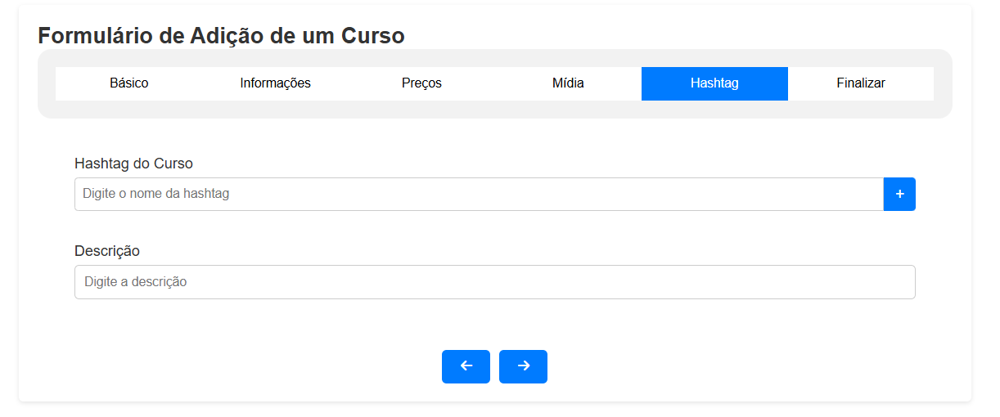 Formulário de Adição de um Curso
Básico Informações Preços Mídia Hashtag Finalizar
Hashtag do Curso
Digite o nome da hashtag +
Descrição
Digite a descrição
← →